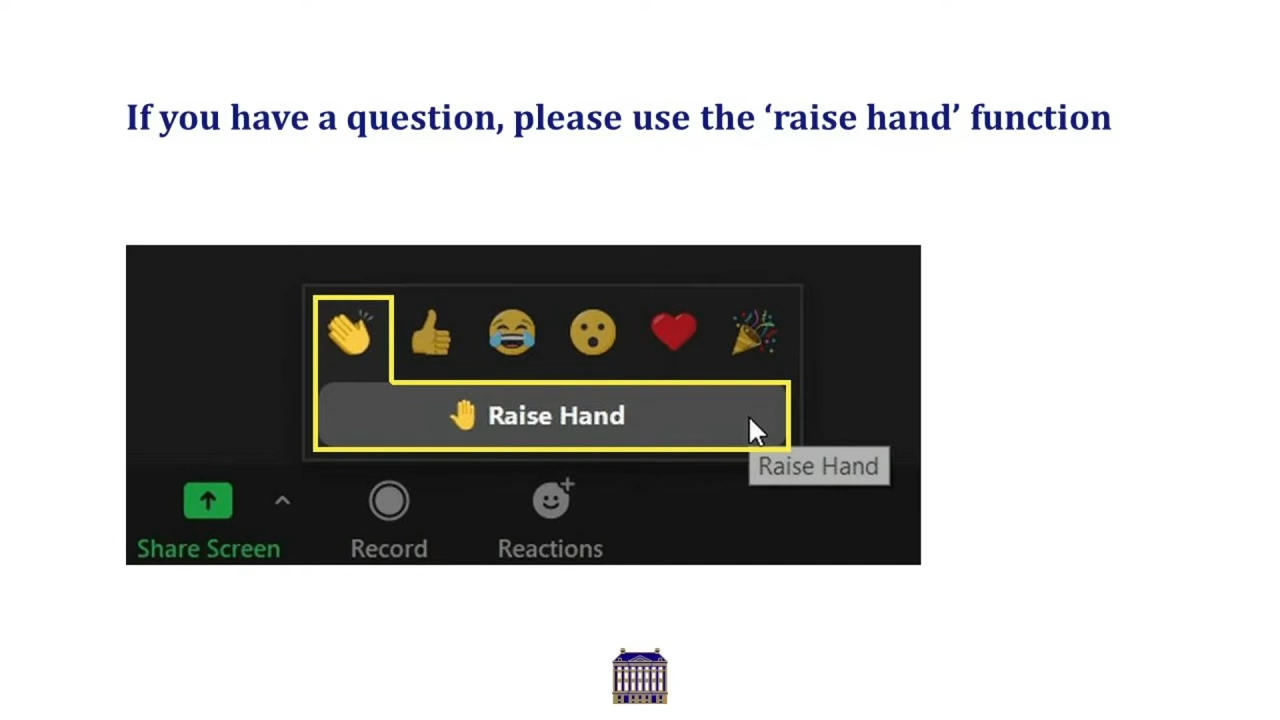 If you have a question, please use the ‘raise hand’ function
Raise Hand
Raise Hand
Share Screen
Record
Reactions